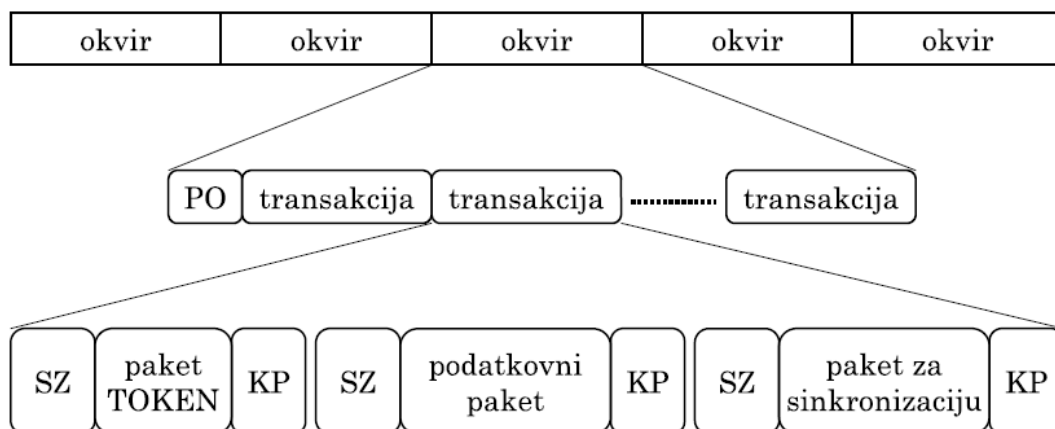 okvir okvir okvir okvir okvir
PO transakcija transakcija transakcija
SZ paket TOKEN KP SZ podatkovni paket KP SZ paket za sinkronizaciju KP